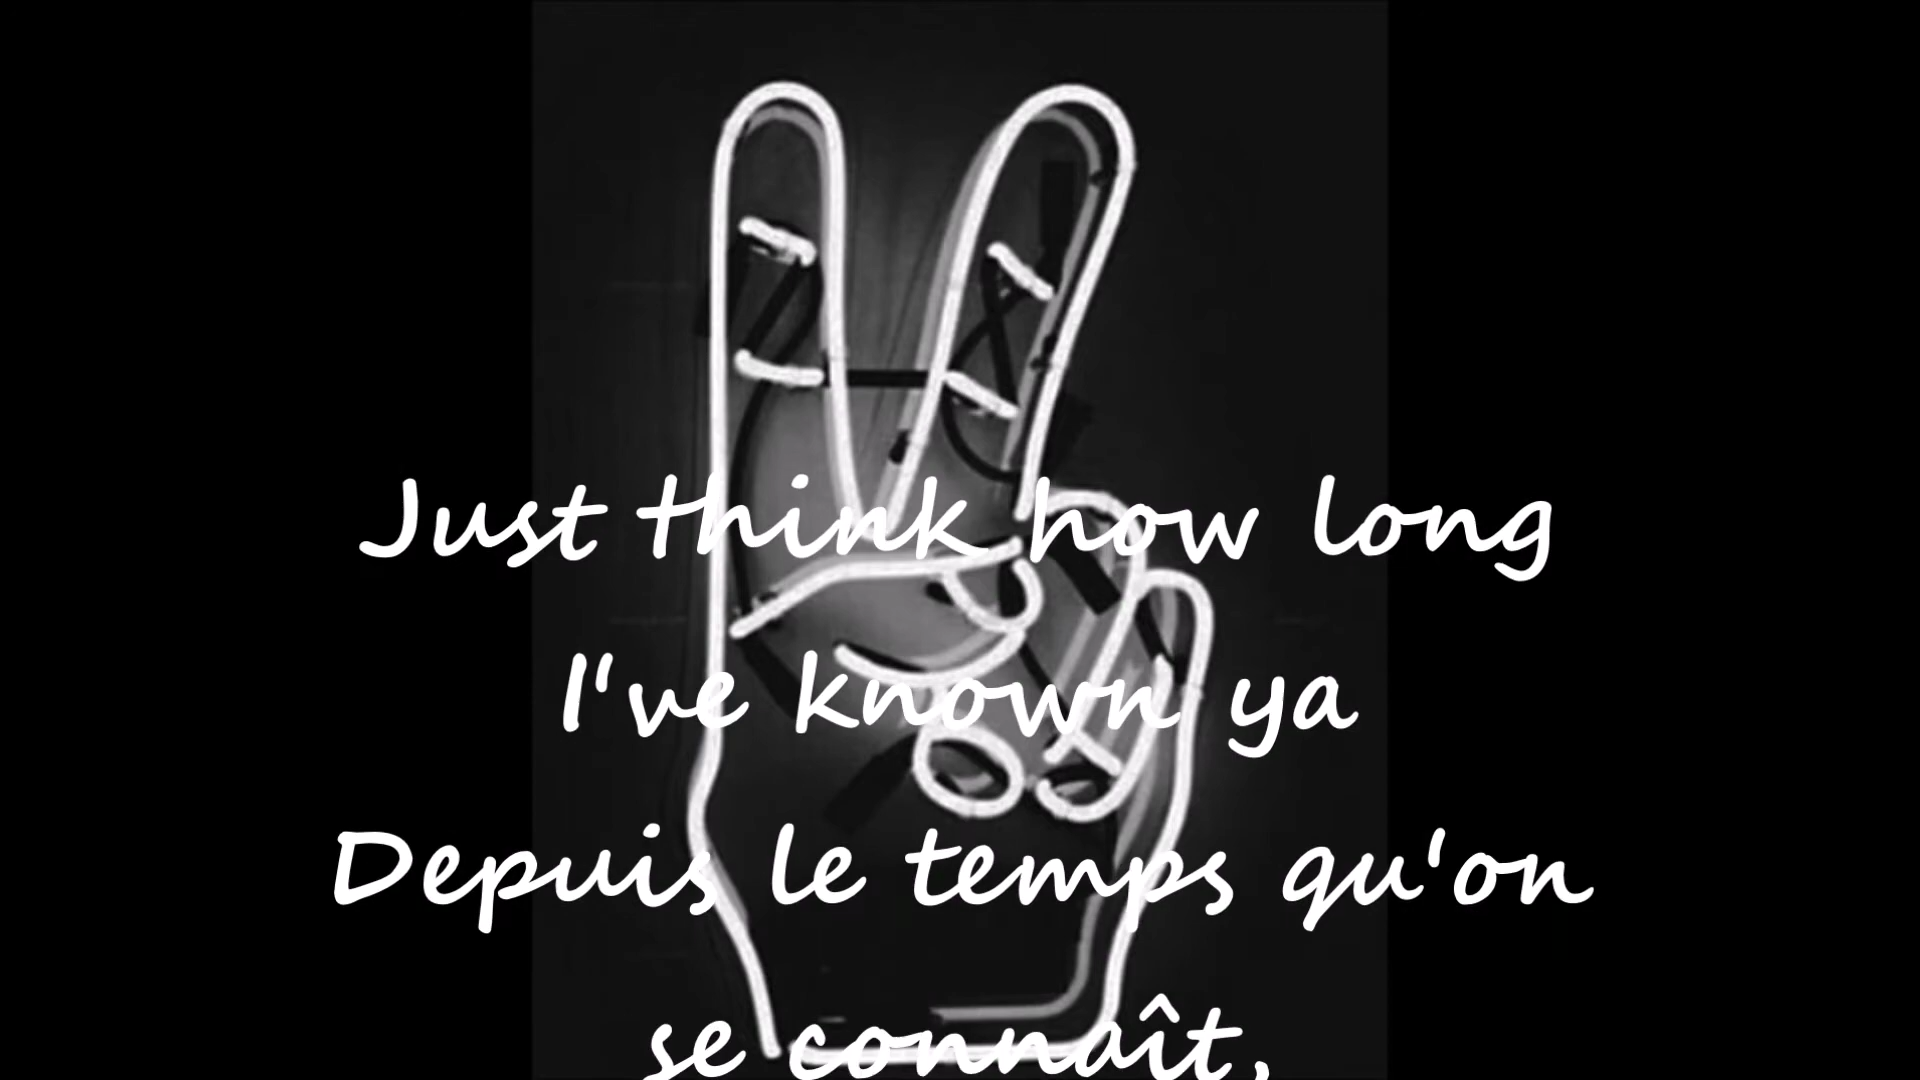 Just think how long
I've known ya
Depuis le temps qu'on
se connaît,